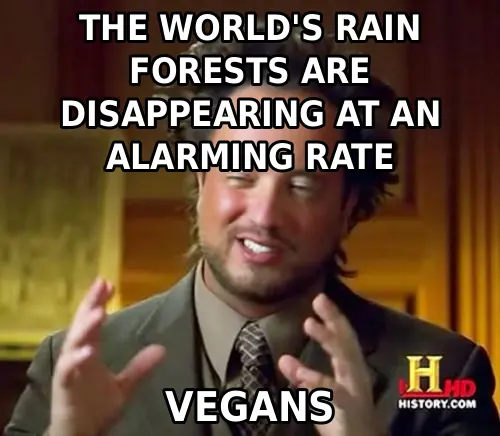 THE WORLD'S RAIN
FORESTS ARE
DISAPPEARING AT AN
ALARMING RATE
VEGANS
H HD
HISTORY.COM